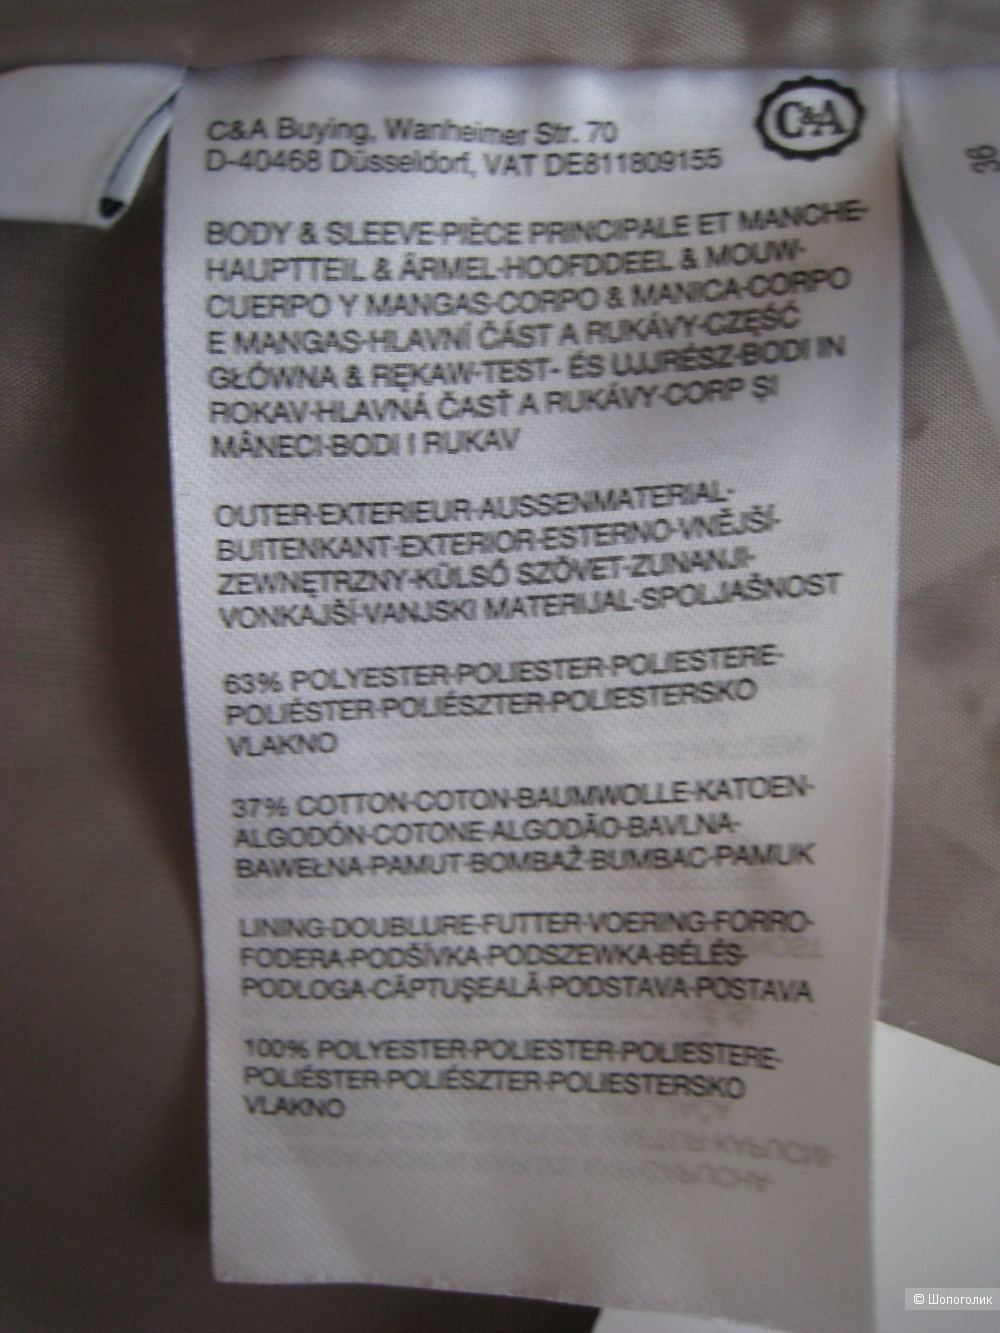 C&A
C&A Buying, Wanheimer Str. 70
D-40468 Düsseldorf, VAT DE811809155
BODY & SLEEVE-PIÈCE PRINCIPALE ET MANCHE-
HAUPTTEIL & ÄRMEL-HOOFDDEEL & MOUW-
CUERPO Y MANGAS-CORPO & MANICA-CORPO
E MANGAS-HLAVNÍ ČÁST A RUKÁVY-CZĘŚĆ
GŁÓWNA & RĘKAW-TEST- ÉS UJJRÉSZ-BODI IN
ROKAV-HLAVNÁ ČASŤ A RUKÁVY-CORP ȘI
MÂNECI-BODI I RUKAV
OUTER-EXTERIEUR-AUSSENMATERIAL-
BUITENKANT-EXTERIOR-ESTERNO-VNĚJŠÍ-
ZEWNĘTRZNY-KÜLSŐ SZÖVET-ZUNANJI-
VONKAJŠÍ-VANJSKI MATERIJAL-SPOLJAŠNOST
63% POLYESTER-POLIESTER-POLIESTERE-
POLIÉSTER-POLIÉSZTER-POLIESTERSKO
VLAKNO
37% COTTON-COTON-BAUMWOLLE-KATOEN-
ALGODÓN-COTONE-ALGODÃO-BAVLNA-
BAWEŁNA-PAMUT-BOMBAŽ-BUMBAC-PAMUK
LINING-DOUBLURE-FUTTER-VOERING-FORRO-
FODERA-PODŠÍVKA-PODSZEWKA-BÉLÉS-
PODLOGA-CĂPTUȘEALĂ-PODSTAVA-POSTAVA
100% POLYESTER-POLIESTER-POLIESTERE-
POLIÉSTER-POLIÉSZTER-POLIESTERSKO
VLAKNO
36
© Шопоголик